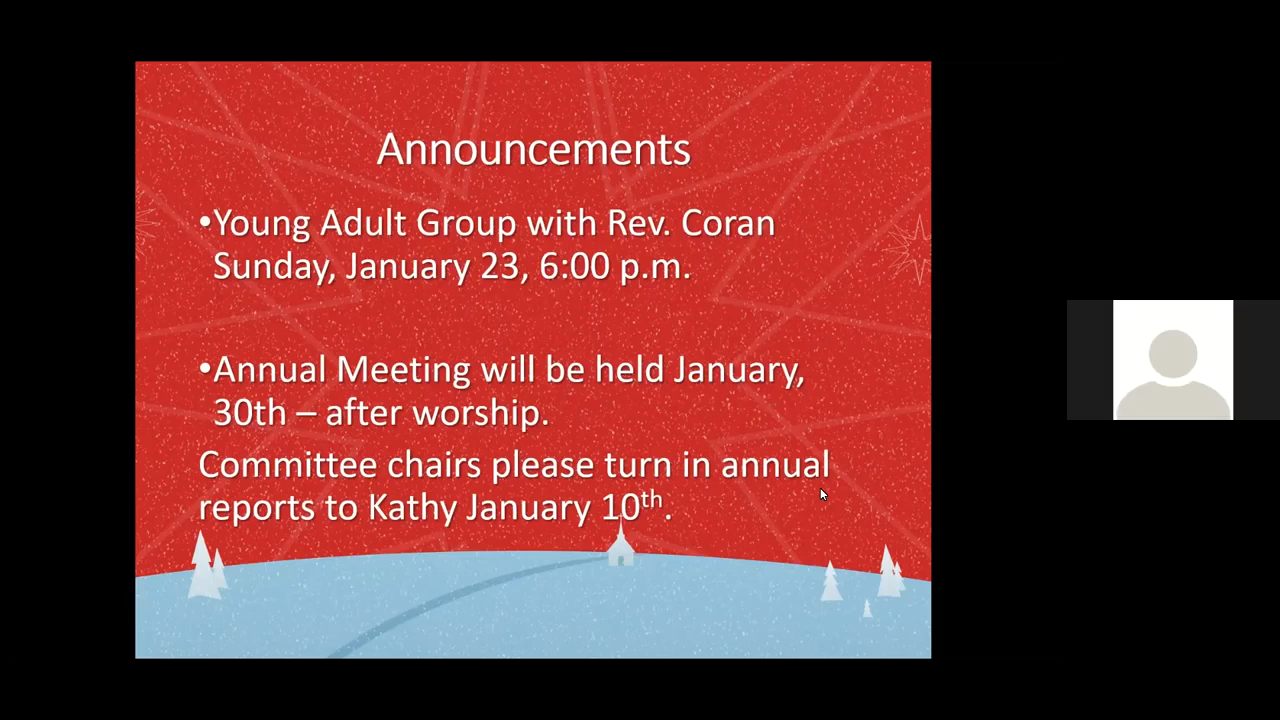 Announcements
•Young Adult Group with Rev. Coran
Sunday, January 23, 6:00 p.m.
•Annual Meeting will be held January,
30th – after worship.
Committee chairs please turn in annual
reports to Kathy January 10th.